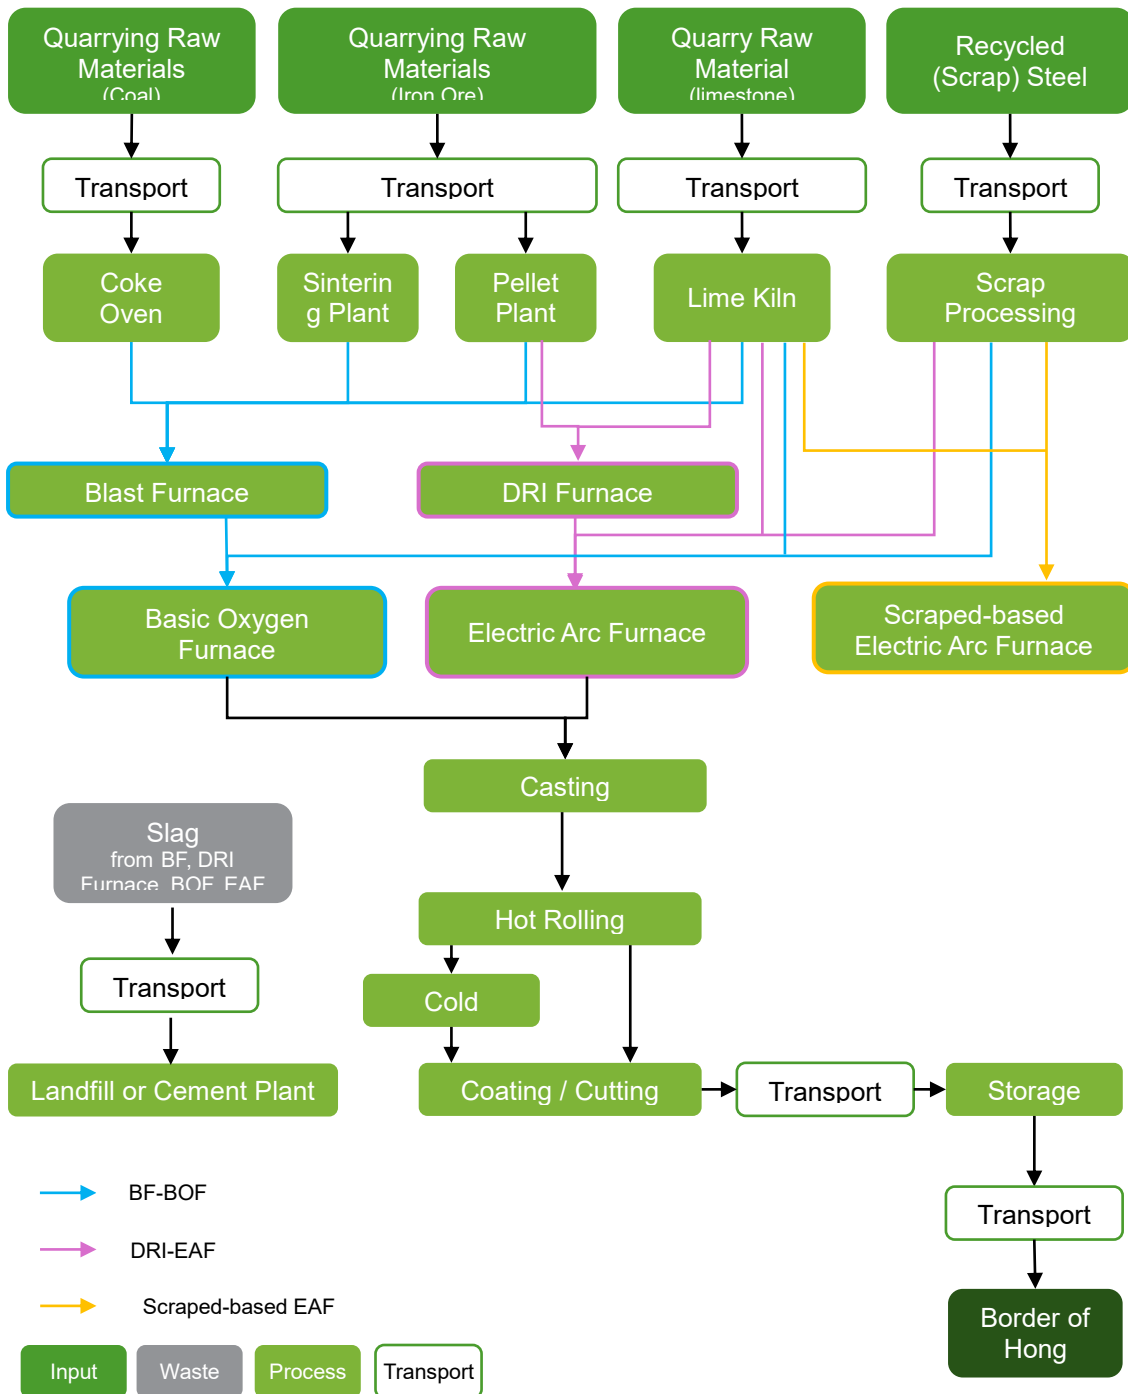 Quarrying Raw
Materials
(Coal)
Quarrying Raw
Materials
(Iron Ore)
Quarry Raw
Material
(limestone)
Recycled
(Scrap) Steel
Transport
Transport
Transport
Transport
Coke
Oven
Sinterin
g Plant
Pellet
Plant
Lime Kiln
Scrap
Processing
Blast Furnace
DRI Furnace
Basic Oxygen
Furnace
Electric Arc Furnace
Scraped-based
Electric Arc Furnace
Casting
Slag
from BF, DRI
Furnace, BOF, EAF
Hot Rolling
Transport
Cold
Landfill or Cement Plant
Coating / Cutting
Transport
Storage
BF-BOF
Transport
DRI-EAF
Scraped-based EAF
Border of
Hong
Input
Waste
Process
Transport